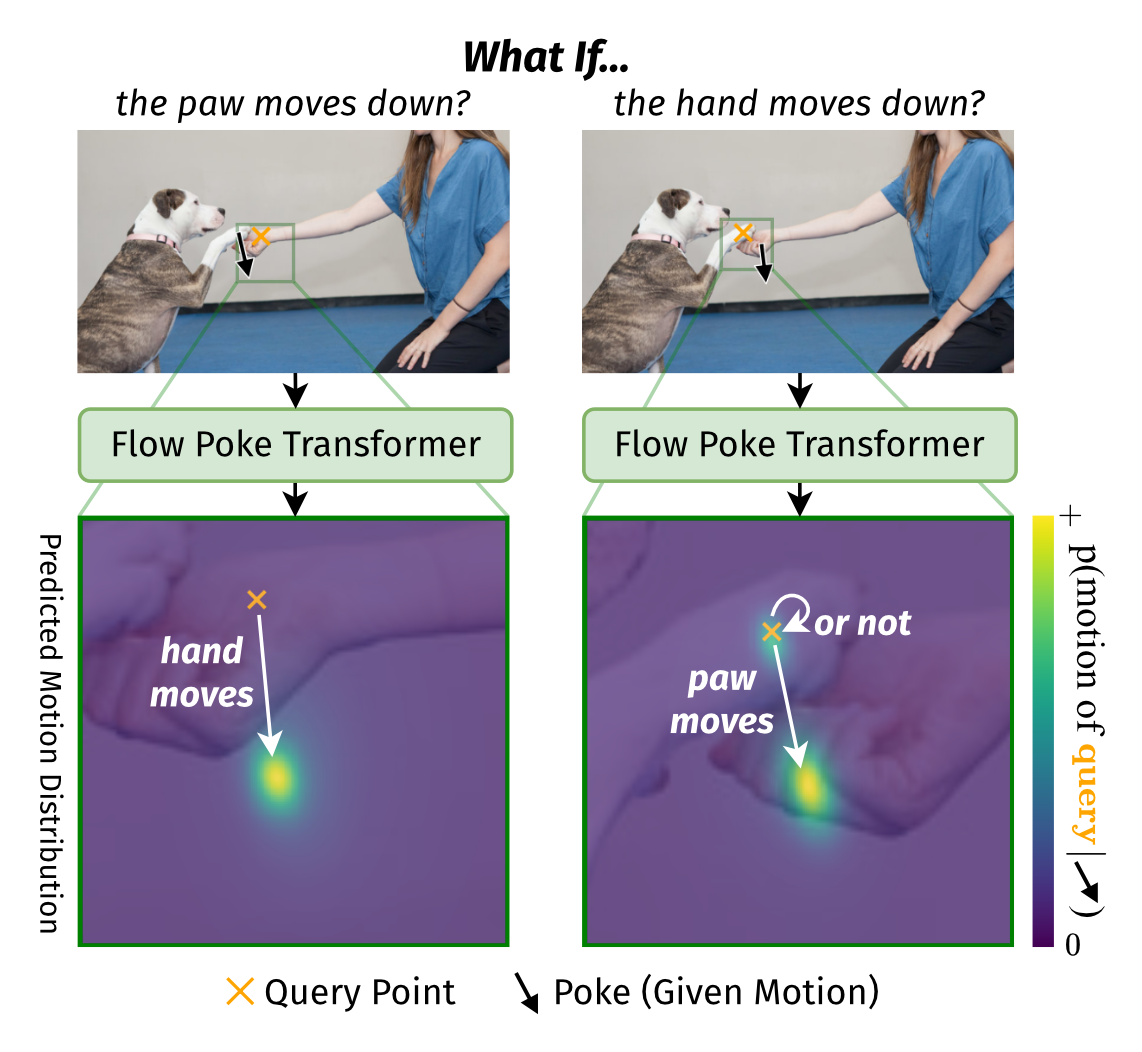 What If...
the paw moves down?
the hand moves down?
Flow Poke Transformer
Flow Poke Transformer
Predicted Motion Distribution
hand
moves
or not
paw
moves
+
p(motion of query | ↘)
0
Query Point
Poke (Given Motion)